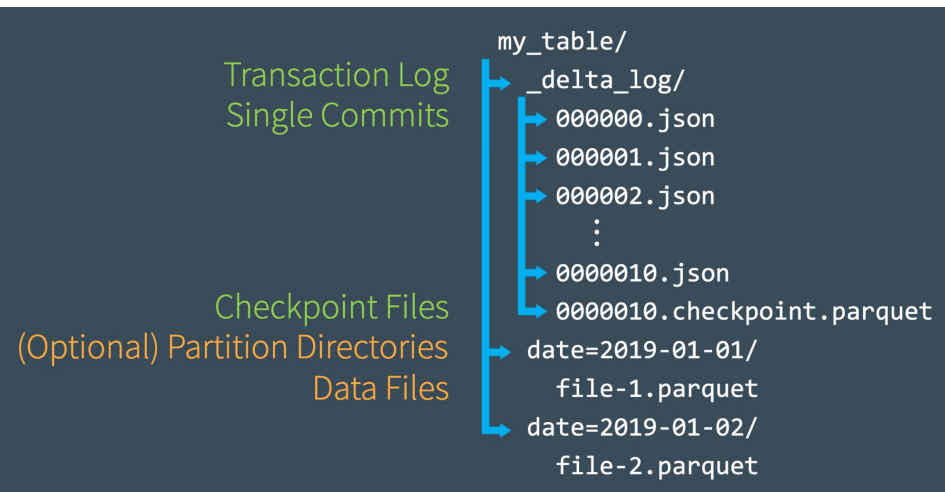 my_table/
Transaction Log
_delta_log/
Single Commits
000000.json
000001.json
000002.json
⋮
0000010.json
Checkpoint Files
0000010.checkpoint.parquet
(Optional) Partition Directories
date=2019-01-01/
Data Files
file-1.parquet
date=2019-01-02/
file-2.parquet